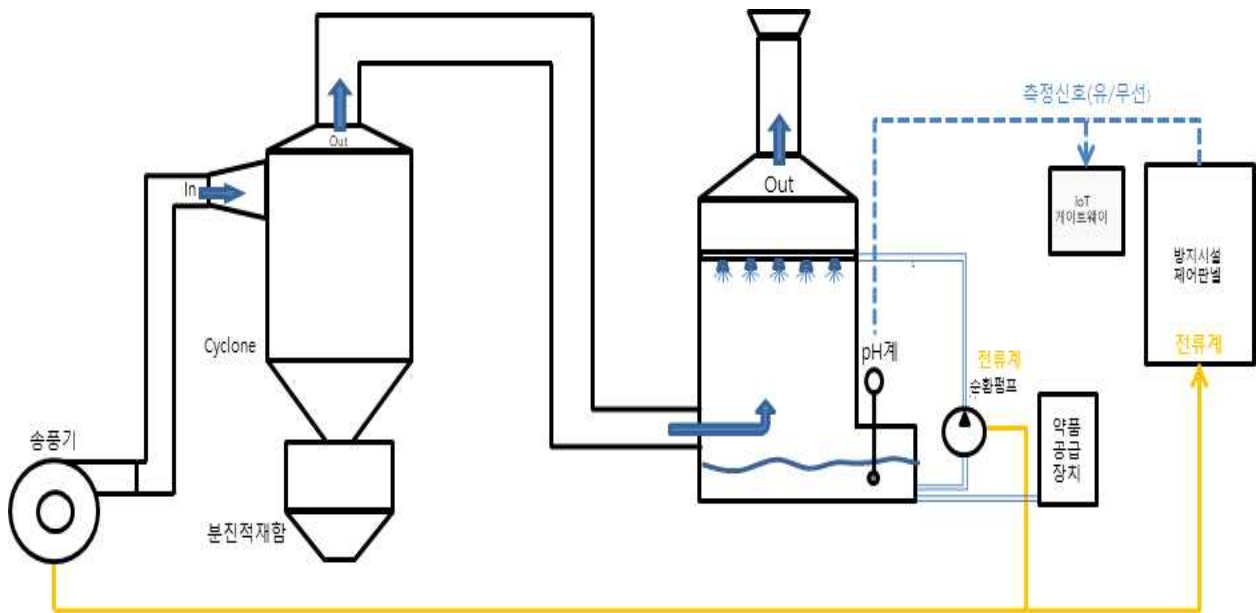 측정신호(유/무선)
Out
In
Out
ioT
게이트웨이
방지시설
제어판넬
전류계
Cyclone
pH계
전류계
순환펌프
약품
공급
장치
송풍기
분진적재함